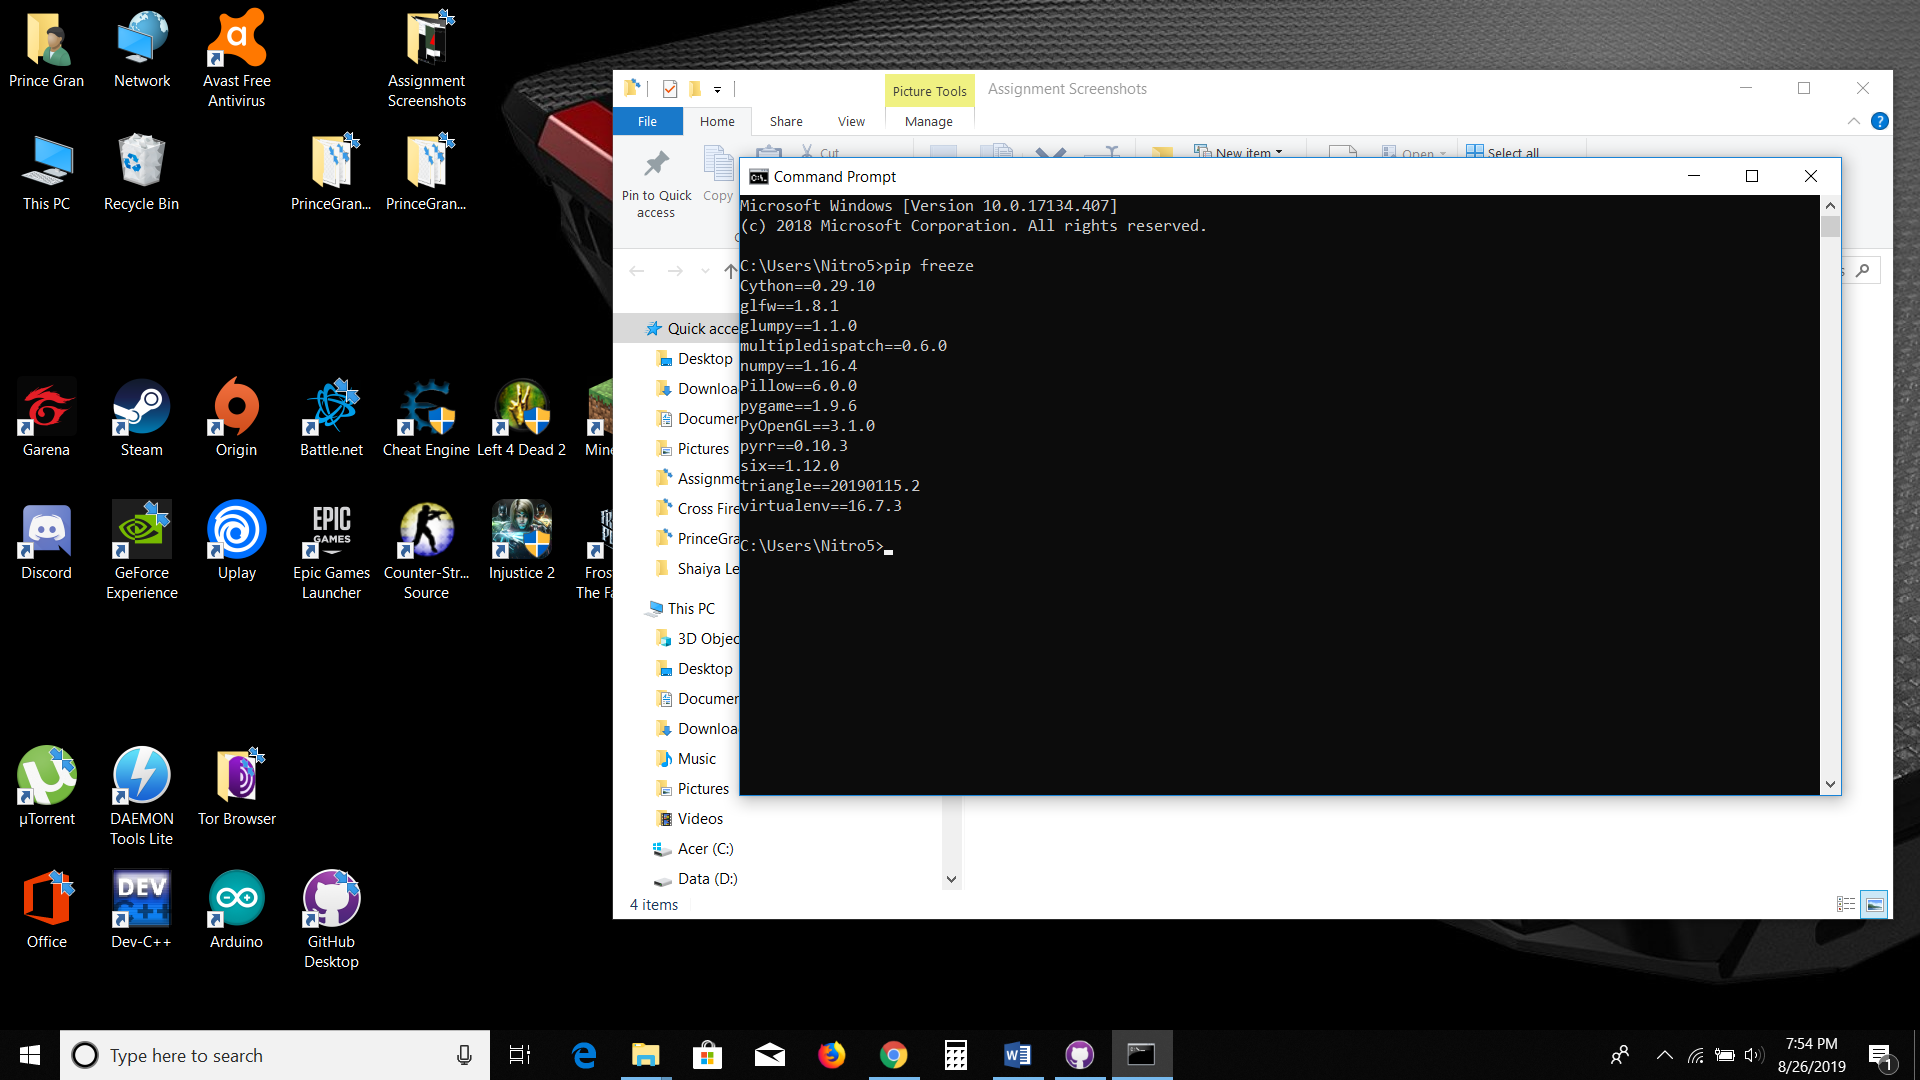 Prince Gran
Network
Avast Free
Antivirus
Assignment
Screenshots
This PC
Recycle Bin
PrinceGran...
PrinceGran...
Garena
Steam
Origin
Battle.net
Cheat Engine
Left 4 Dead 2
Mine
Discord
GeForce
Experience
Uplay
EPIC
GAMES
Epic Games
Launcher
Counter-Str...
Source
Injustice 2
Fros
The Fa
µTorrent
DAEMON
Tools Lite
Tor Browser
Office
DEV
C++
Dev-C++
Arduino
GitHub
Desktop
Picture Tools
Assignment Screenshots
File
Home
Share
View
Manage
Pin to Quick
access
Copy
Cut
New item
Open
Select all
Quick acce
Desktop
Downloa
Documen
Pictures
Assignme
Cross Fire
PrinceGra
Shaiya Le
This PC
3D Objec
Desktop
Documen
Downloa
Music
Pictures
Videos
Acer (C:)
Data (D:)
4 items
Command Prompt
Microsoft Windows [Version 10.0.17134.407]
(c) 2018 Microsoft Corporation. All rights reserved.
C:\Users\Nitro5>pip freeze
Cython==0.29.10
glfw==1.8.1
glumpy==1.1.0
multipledispatch==0.6.0
numpy==1.16.4
Pillow==6.0.0
pygame==1.9.6
PyOpenGL==3.1.0
pyrr==0.10.3
six==1.12.0
triangle==20190115.2
virtualenv==16.7.3
C:\Users\Nitro5>
Type here to search
7:54 PM
8/26/2019
1